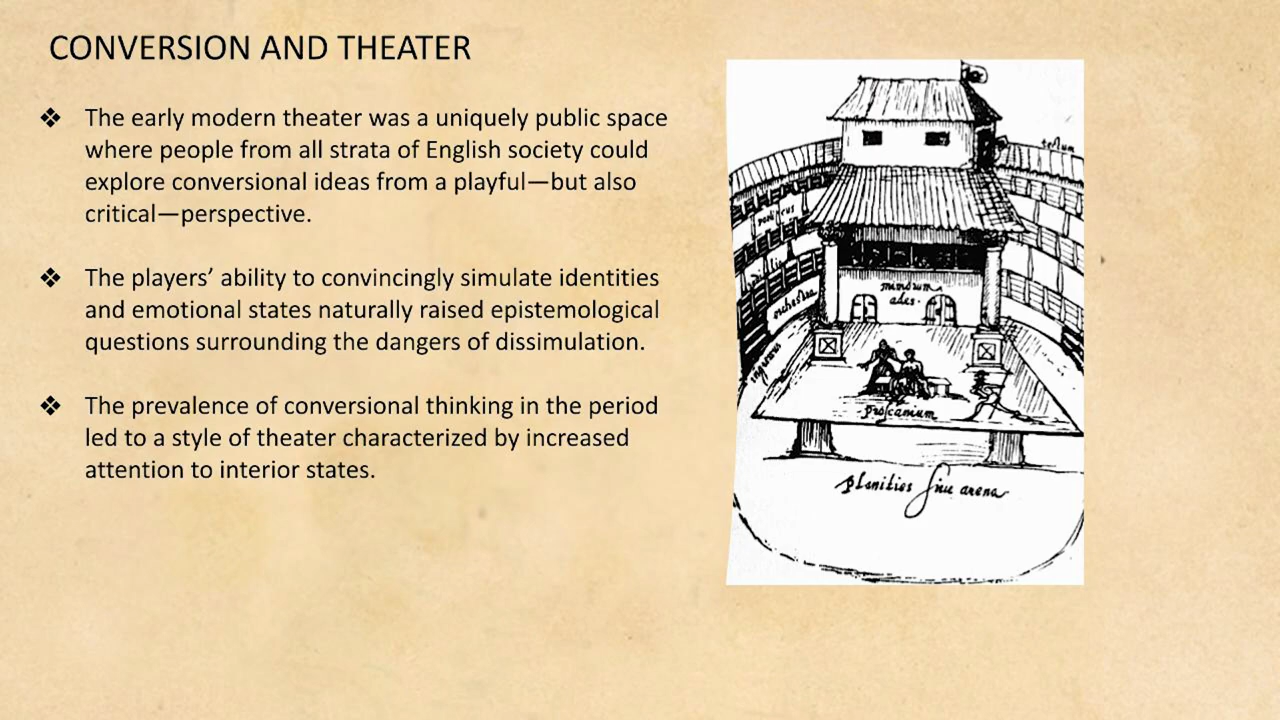 CONVERSION AND THEATER
❖ The early modern theater was a uniquely public space
where people from all strata of English society could
explore conversional ideas from a playful—but also
critical—perspective.
❖ The players’ ability to convincingly simulate identities
and emotional states naturally raised epistemological
questions surrounding the dangers of dissimulation.
❖ The prevalence of conversional thinking in the period
led to a style of theater characterized by increased
attention to interior states.
tectum
porticus
orchestra
mimorum
ædes.
proscænium
planities sive arena